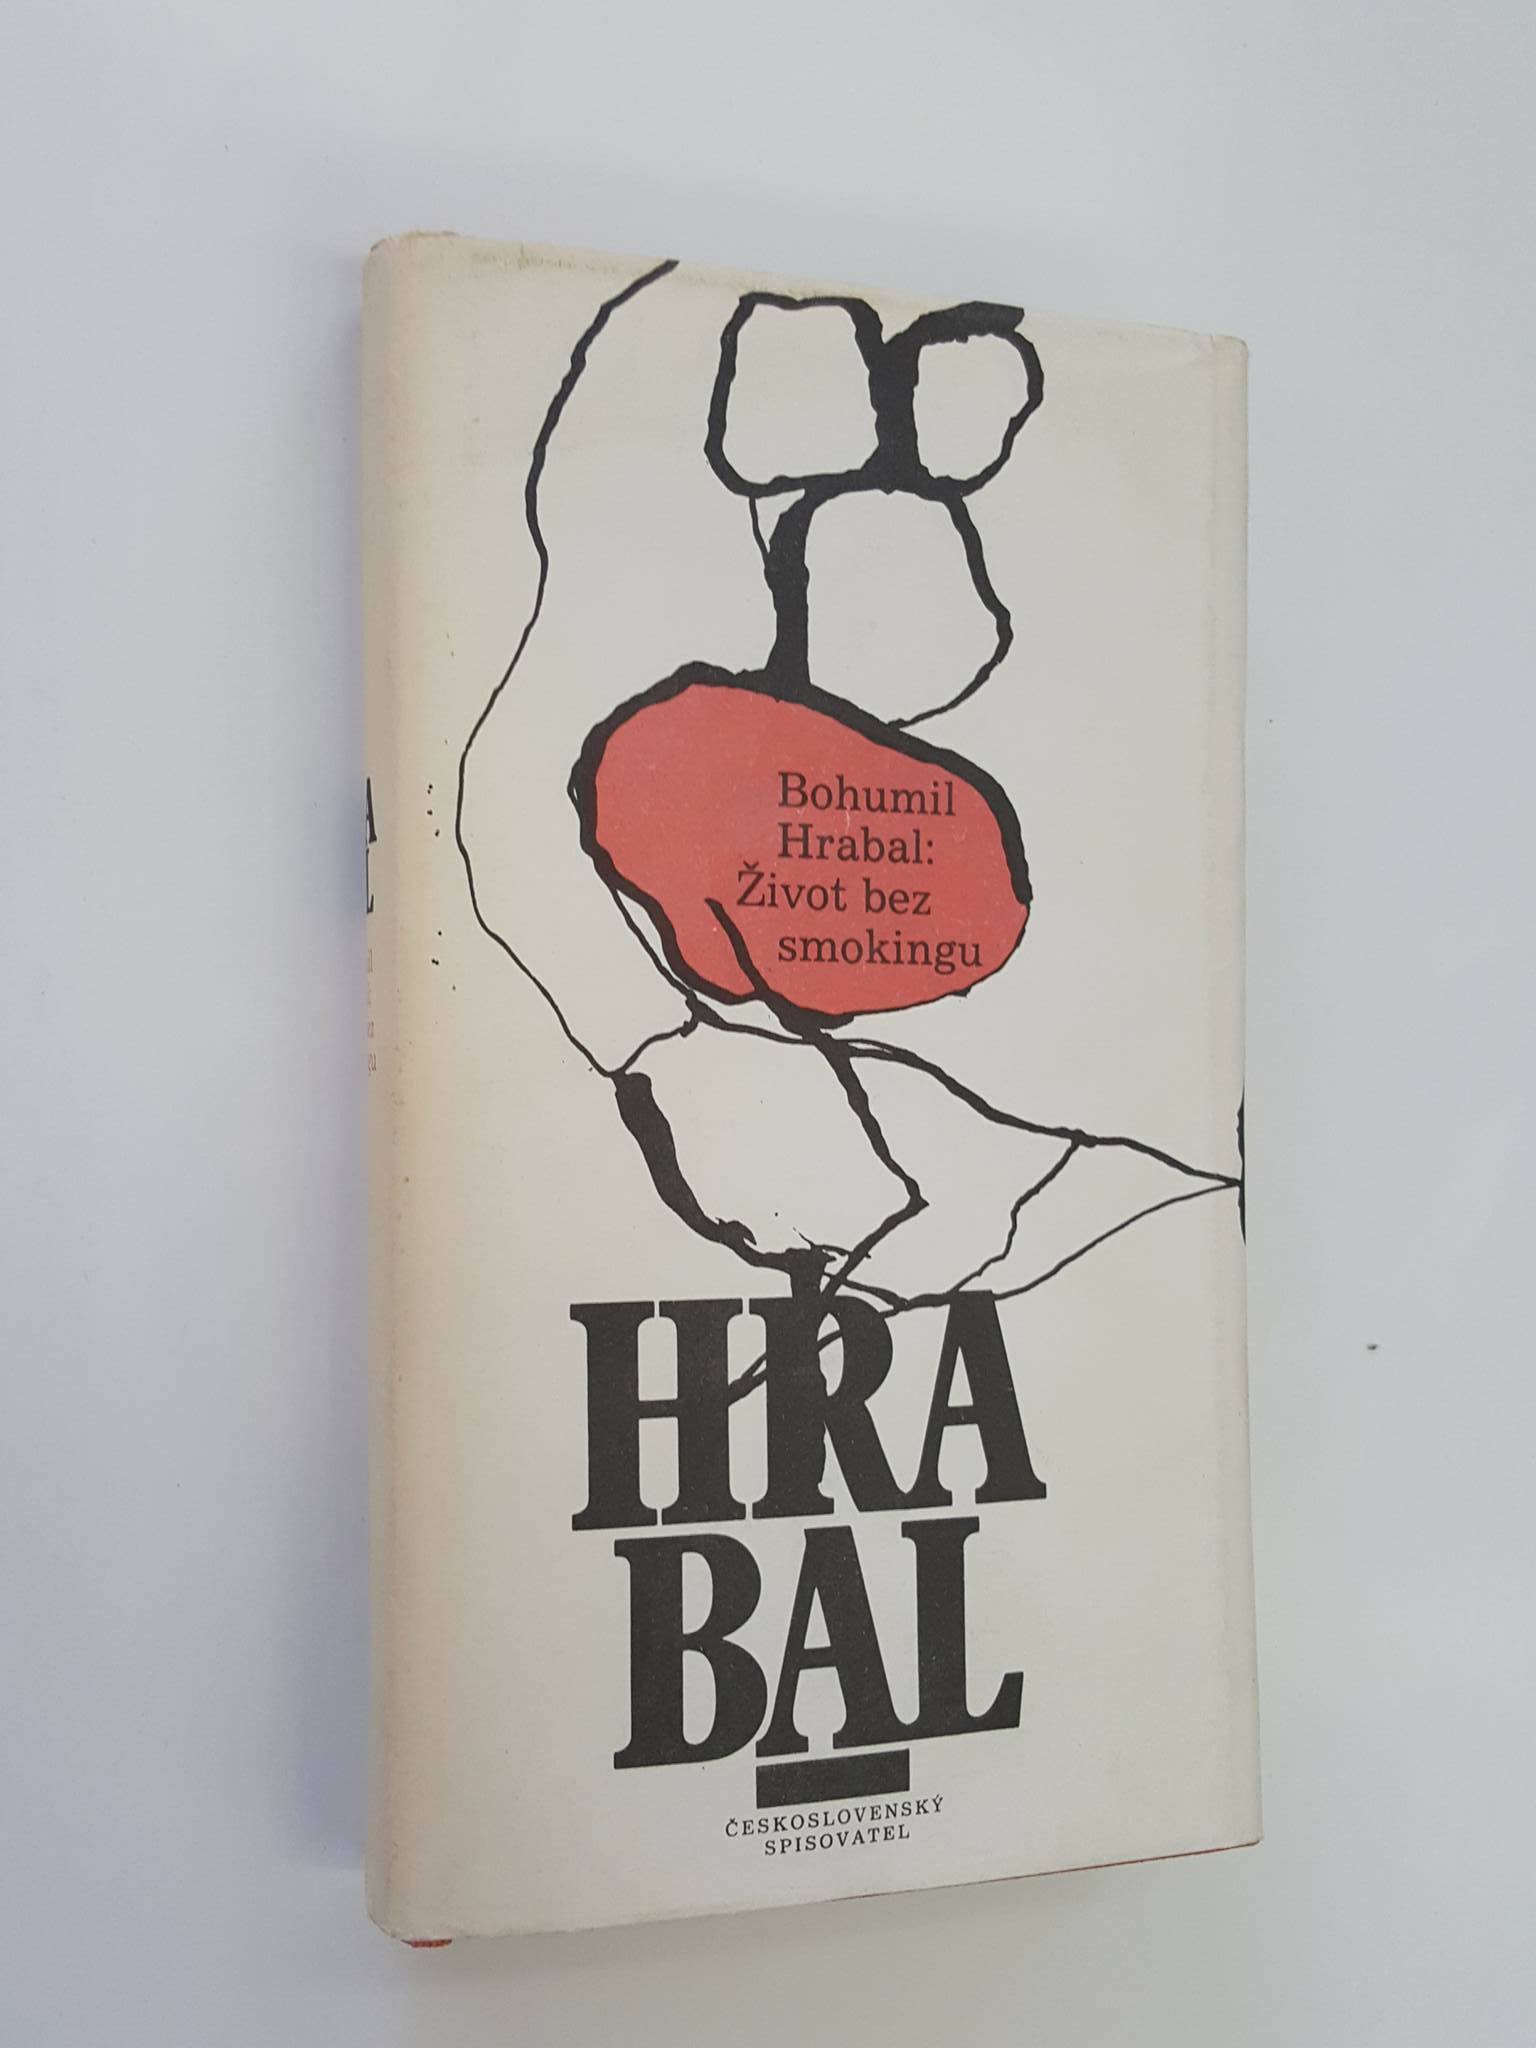 Bohumil
Hrabal:
Život bez
smokingu
HRA
BAL
ČESKOSLOVENSKÝ
SPISOVATEL